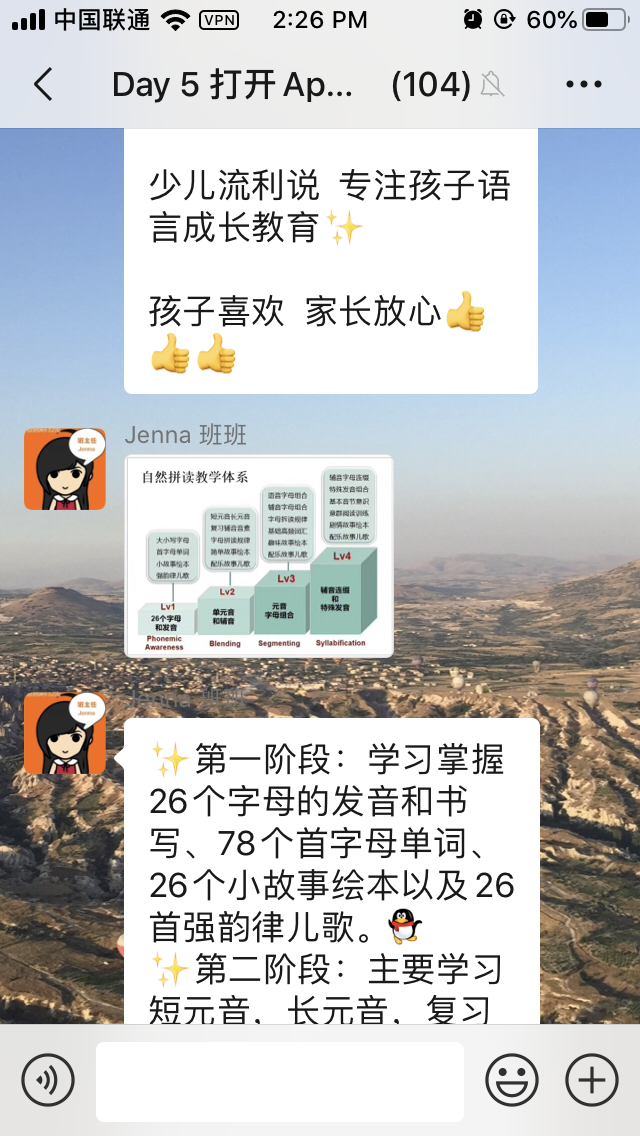 中国联通 VPN 2:26 PM 60%
Day 5 打开 Ap... (104)
少儿流利说 专注孩子语
言成长教育✨
孩子喜欢 家长放心👍
👍👍
班主任
Jenna
Jenna 班班
自然拼读教学体系
大小写字母
首字母单词
小故事绘本
强韵律儿歌
Lv1
26个字母
和发音
Phonemic
Awareness
短元音长元音
复习辅音音素
字母拼读规律
简单故事绘本
配乐故事儿歌
Lv2
单元音
和辅音
Blending
语音字母组合
辅音字母组合
字母拆读规律
基础高频词汇
趣味故事绘本
配乐故事儿歌
Lv3
元音
字母组合
Segmenting
辅音字母连缀
特殊发音组合
基本音节意识
意群阅读训练
剧情故事绘本
配乐故事儿歌
Lv4
辅音连缀
和
特殊发音
Syllabification
班主任
Jenna
Jenna 班班
✨第一阶段：学习掌握
26个字母的发音和书
写、78个首字母单词、
26个小故事绘本以及26
首强韵律儿歌。🐧
✨第二阶段：主要学习
短元音，长元音，复习